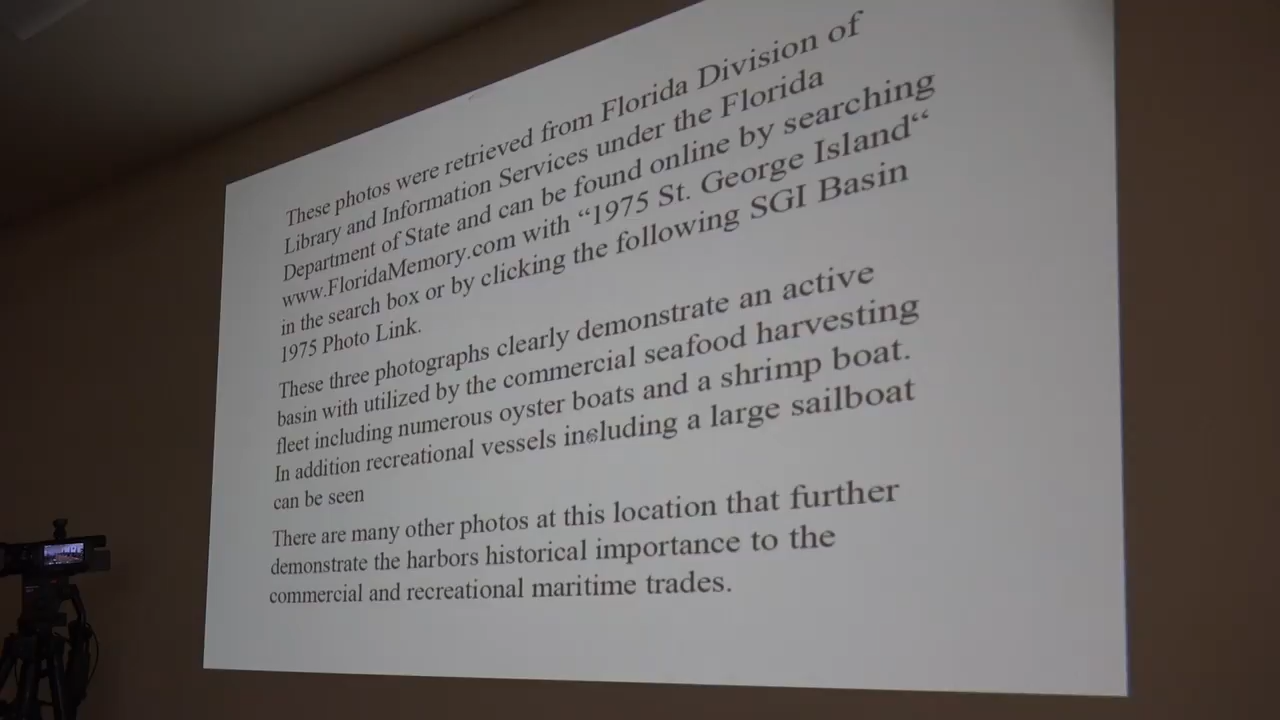 These photos were retrieved from Florida Division of
Library and Information Services under the Florida
Department of State and can be found online by searching
www.FloridaMemory.com with “1975 St. George Island“
in the search box or by clicking the following SGI Basin
1975 Photo Link.
These three photographs clearly demonstrate an active
basin with utilized by the commercial seafood harvesting
fleet including numerous oyster boats and a shrimp boat.
In addition recreational vessels including a large sailboat
can be seen
There are many other photos at this location that further
demonstrate the harbors historical importance to the
commercial and recreational maritime trades.